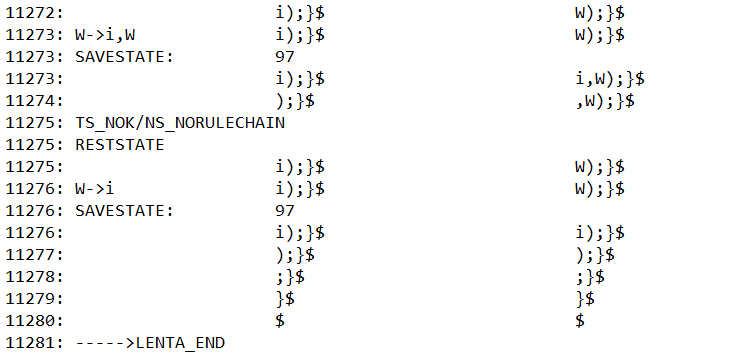 11272:                     i);}$                         W);}$
11273: W->i,W              i);}$                         W);}$
11273: SAVESTATE:          97
11273:                     i);}$                         i,W);}$
11274:                     );}$                          ,W);}$
11275: TS_NOK/NS_NORULECHAIN
11275: RESTSTATE
11275:                     i);}$                         W);}$
11276: W->i                i);}$                         W);}$
11276: SAVESTATE:          97
11276:                     i);}$                         i);}$
11277:                     );}$                          );}$
11278:                     ;}$                           ;}$
11279:                     }$                            }$
11280:                     $                             $
11281: ----->LENTA_END